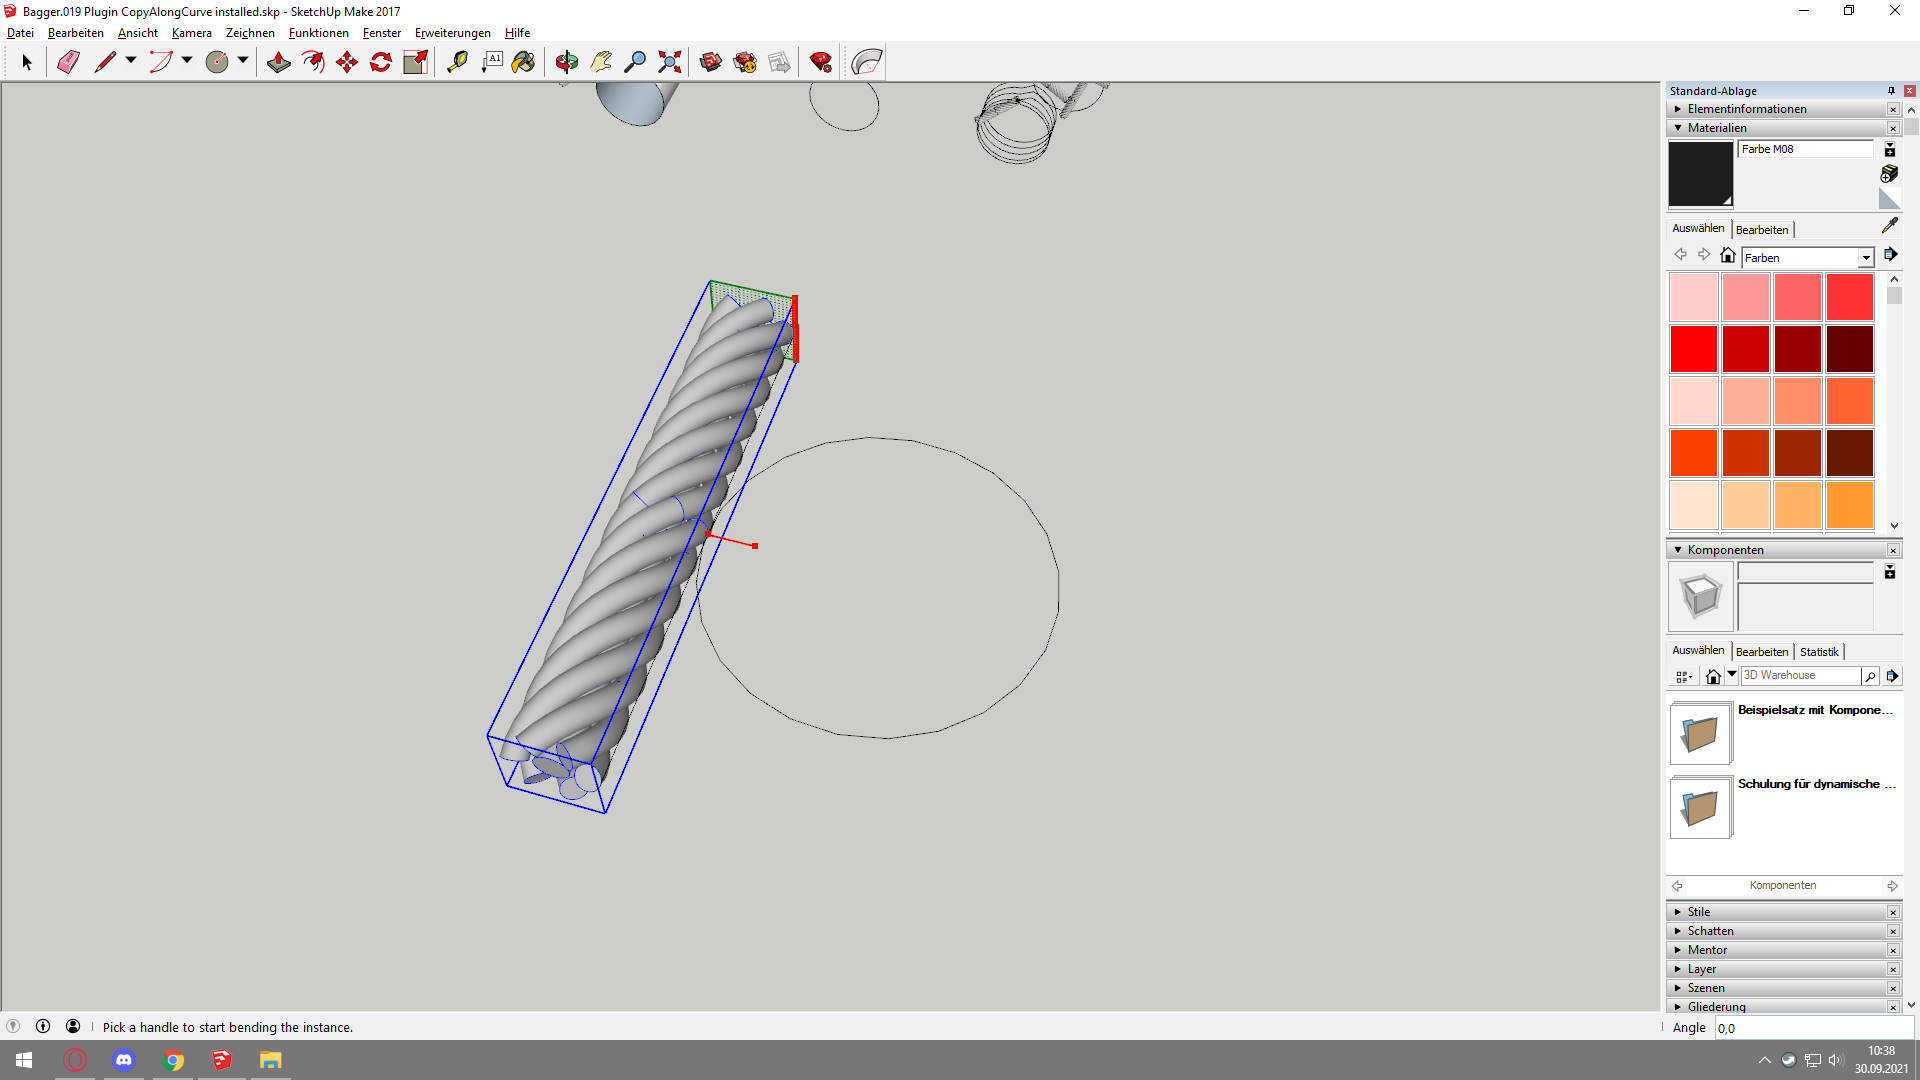 Bagger.019 Plugin CopyAlongCurve installed.skp - SketchUp Make 2017
Datei Bearbeiten Ansicht Kamera Zeichnen Funktionen Fenster Erweiterungen Hilfe
A1
Standard-Ablage
Elementinformationen
Materialien
Farbe M08
Auswählen Bearbeiten
Farben
Komponenten
Auswählen Bearbeiten Statistik
3D Warehouse
Beispielsatz mit Kompone...
Schulung für dynamische ...
Komponenten
Stile
Schatten
Mentor
Layer
Szenen
Gliederung
Pick a handle to start bending the instance.
Angle 0,0
10:38
30.09.2021